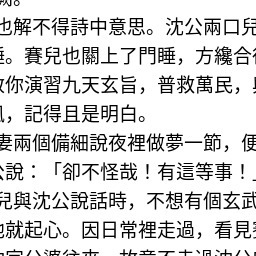 也解不得詩中意思。沈公兩口兒
。賽兒也關上了門睡，方纔合
你演習九天玄旨，普救萬民，
，記得且是明白。
妻兩個備細說夜裡做夢一節，便
說：「卻不怪哉！有這等事！
兒與沈公說話時，不想有個玄武
就起心。因日常裡走過，看見